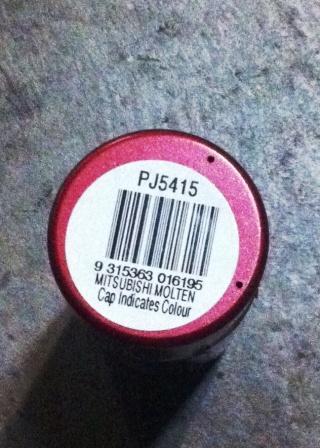 PJ5415
9 315363 016195
MITSUBISHI MOLTEN
Cap Indicates Colour